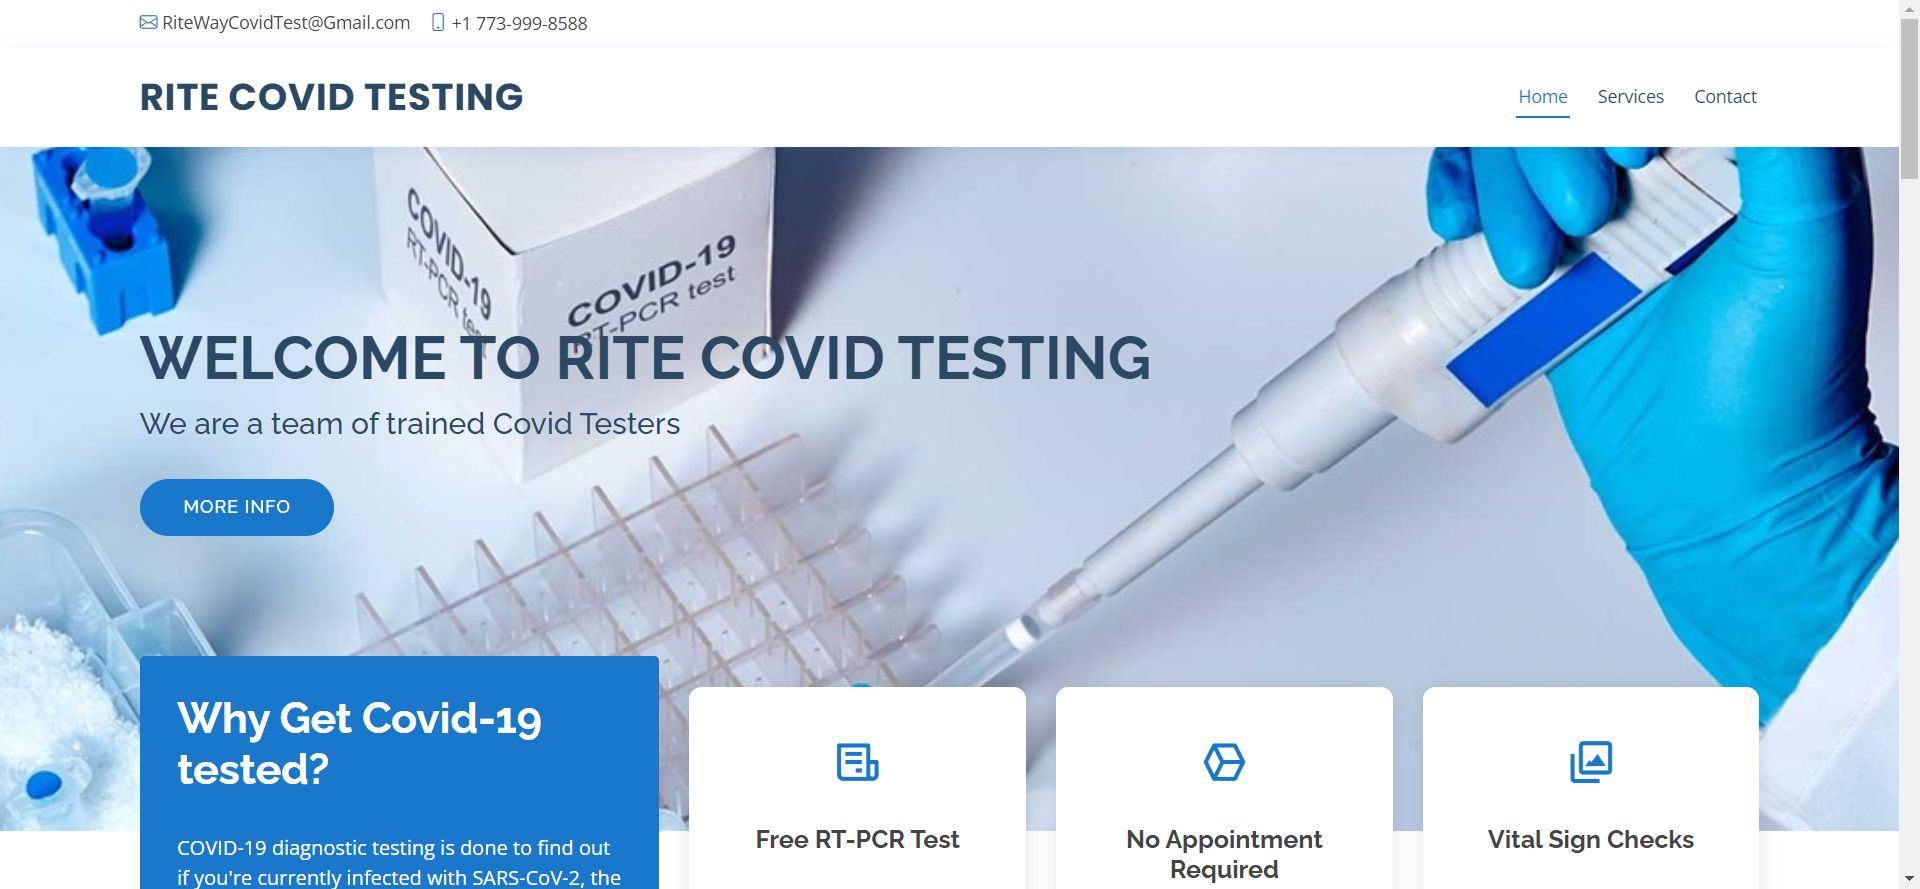 RiteWayCovidTest@Gmail.com +1 773-999-8588
RITE COVID TESTING
Home Services Contact
COVID-19
RT-PCR te
COVID-19
RT-PCR test
WELCOME TO RITE COVID TESTING
We are a team of trained Covid Testers
MORE INFO
Why Get Covid-19
tested?
COVID-19 diagnostic testing is done to find out
if you're currently infected with SARS-CoV-2, the
Free RT-PCR Test
No Appointment
Required
Vital Sign Checks